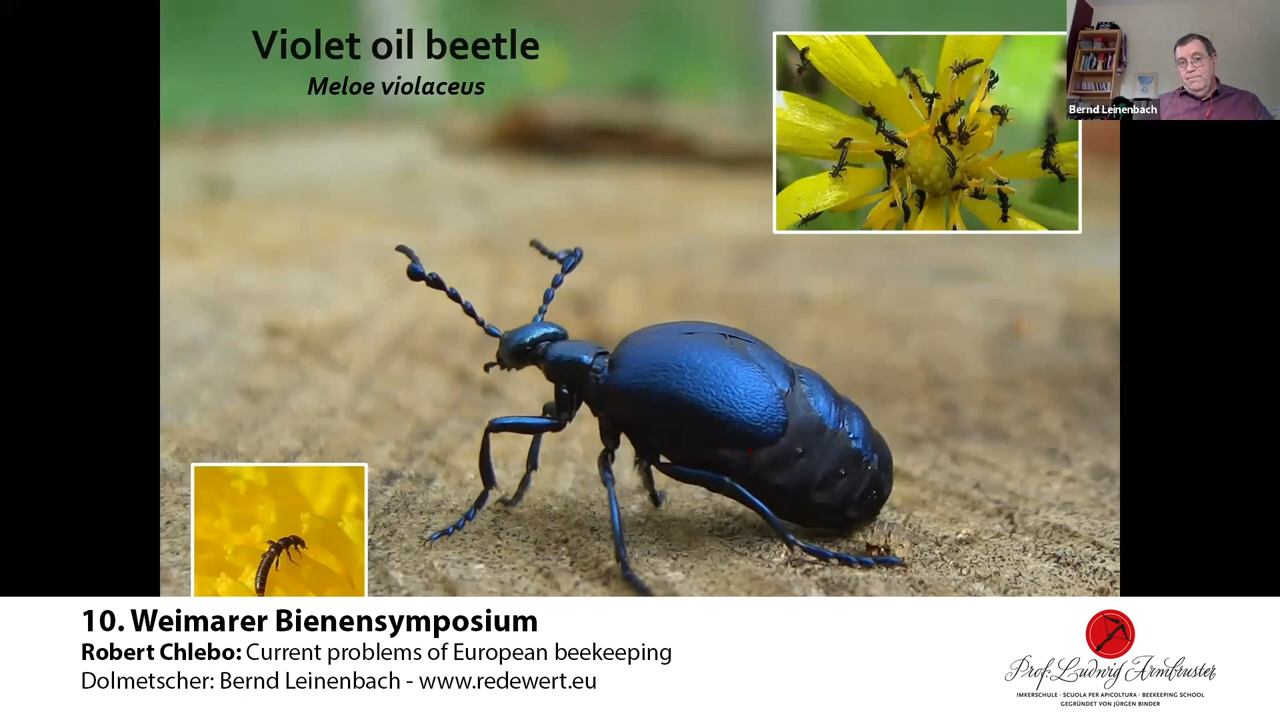 Violet oil beetle
Meloe violaceus
Bernd Leinenbach
10. Weimarer Bienensymposium
Robert Chlebo: Current problems of European beekeeping
Dolmetscher: Bernd Leinenbach - www.redewert.eu
Prof. Ludwig Armbruster
IMKERSCHULE · SCUOLA PER APICOLTURA · BEEKEEPING SCHOOL
GEGRÜNDET VON JÜRGEN BINDER